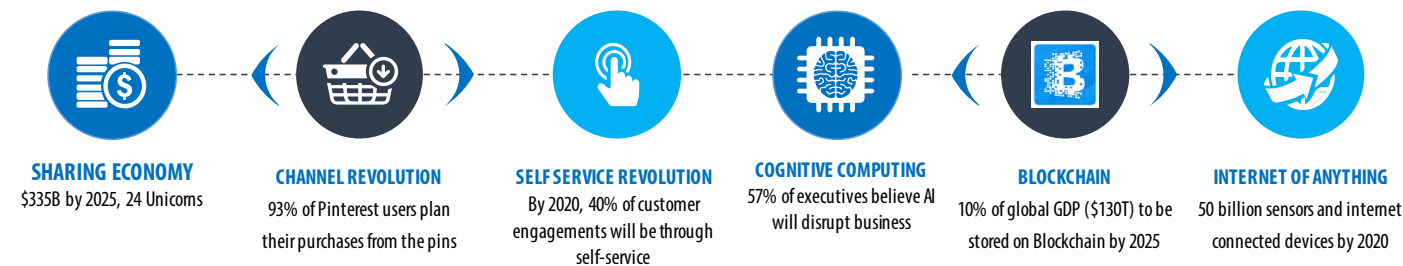 SHARING ECONOMY
$335B by 2025, 24 Unicorns
CHANNEL REVOLUTION
93% of Pinterest users plan
their purchases from the pins
SELF SERVICE REVOLUTION
By 2020, 40% of customer
engagements will be through
self-service
COGNITIVE COMPUTING
57% of executives believe AI
will disrupt business
BLOCKCHAIN
10% of global GDP ($130T) to be
stored on Blockchain by 2025
INTERNET OF ANYTHING
50 billion sensors and internet
connected devices by 2020